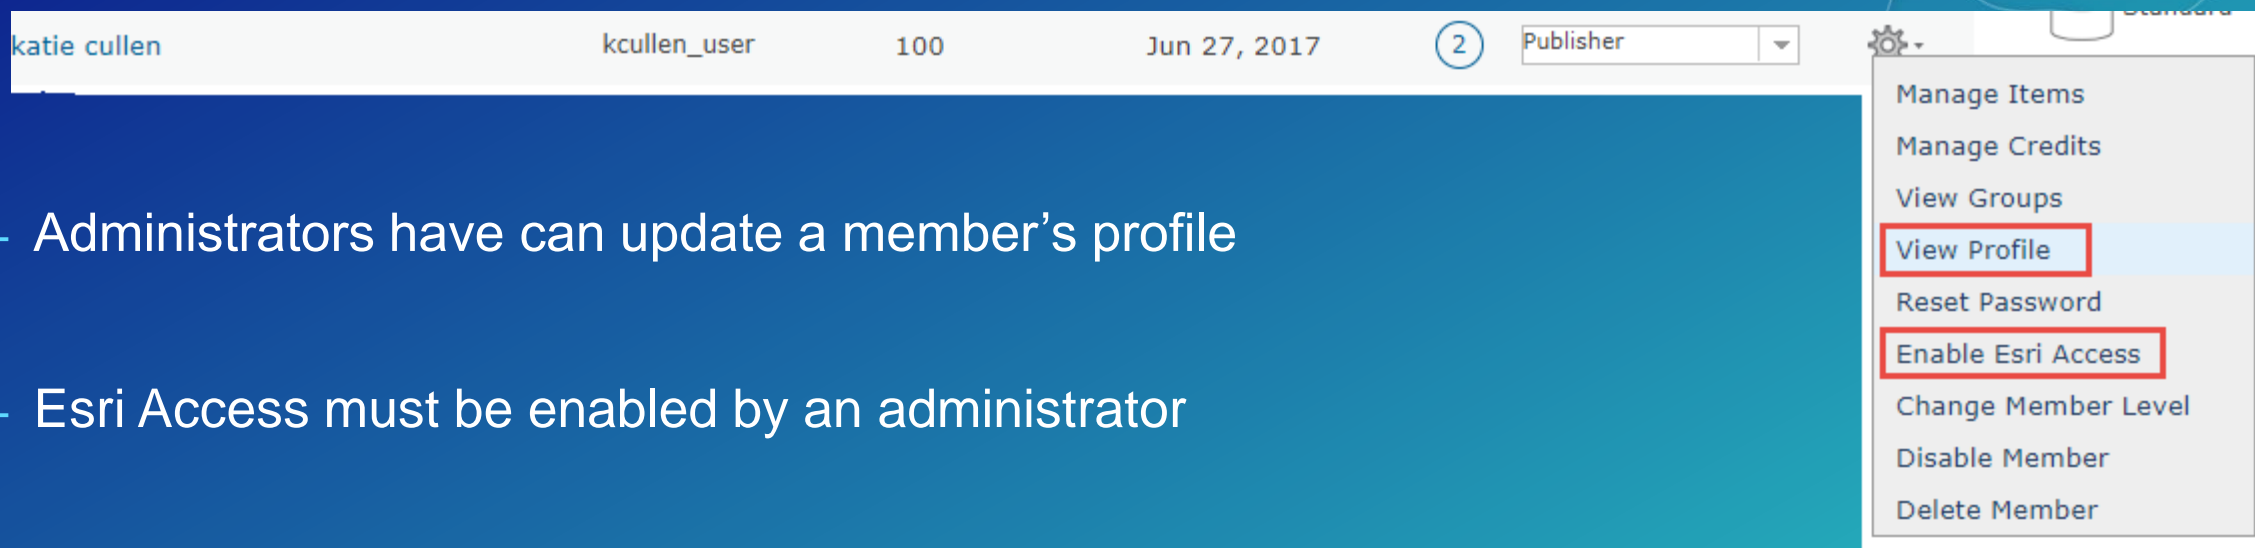 Standard
katie cullen kcullen_user 100 Jun 27, 2017 2 Publisher
Manage Items
Manage Credits
View Groups
View Profile
Reset Password
Enable Esri Access
Change Member Level
Disable Member
Delete Member
- Administrators have can update a member’s profile
- Esri Access must be enabled by an administrator